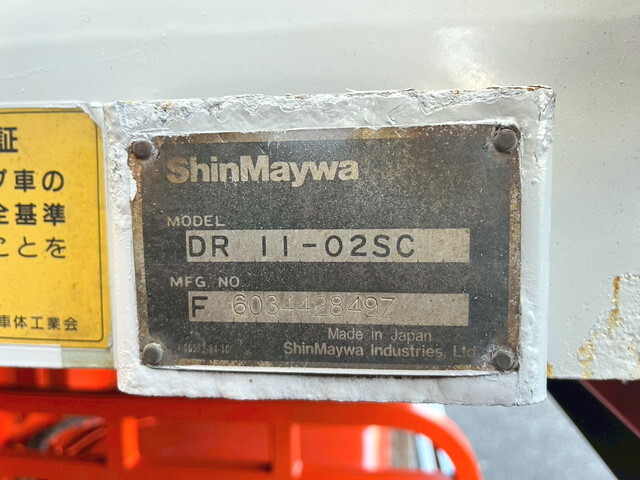 証
プ車の
全基準
ことを
車体工業会
ShinMaywa
MODEL
DR 11-02SC
MFG. NO
F 6034428497
Made in Japan
ShinMaywa Industries, Ltd.